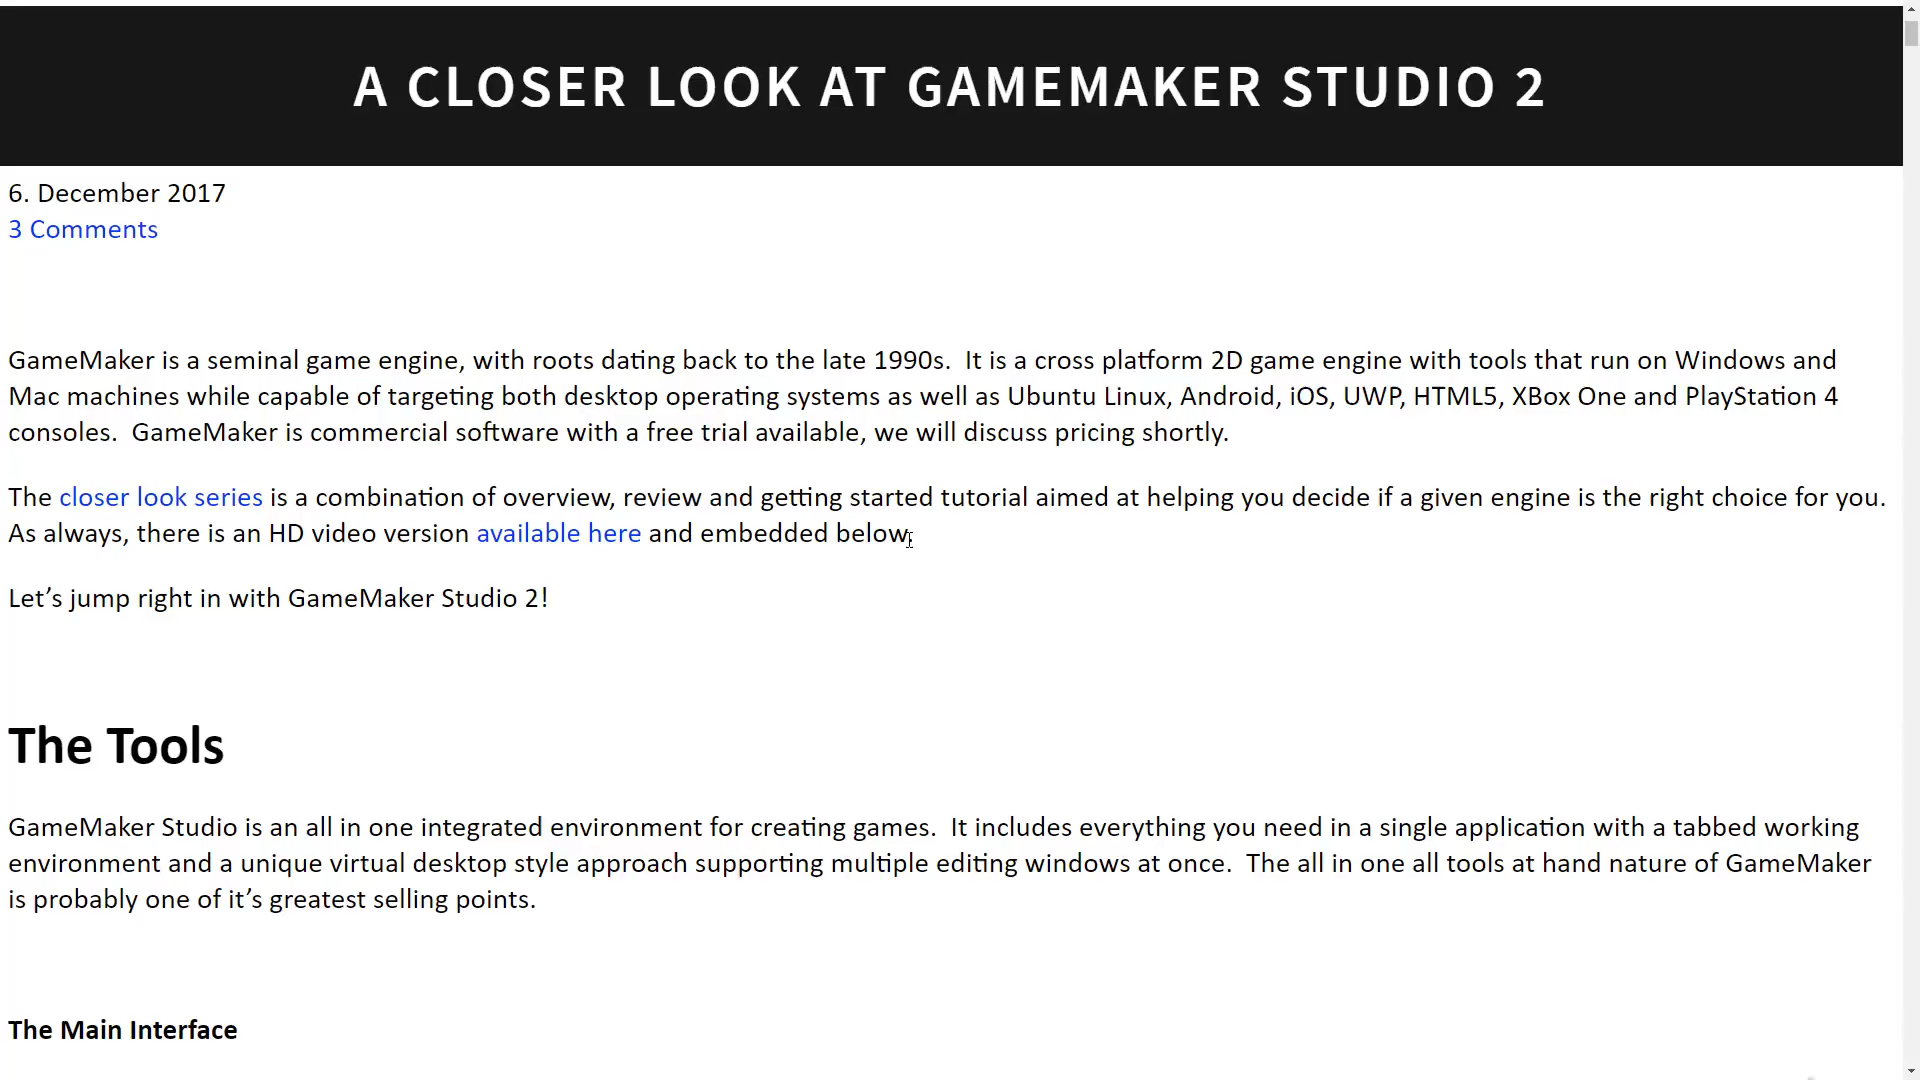 A CLOSER LOOK AT GAMEMAKER STUDIO 2
6. December 2017
3 Comments
GameMaker is a seminal game engine, with roots dating back to the late 1990s.  It is a cross platform 2D game engine with tools that run on Windows and
Mac machines while capable of targeting both desktop operating systems as well as Ubuntu Linux, Android, iOS, UWP, HTML5, XBox One and PlayStation 4
consoles.  GameMaker is commercial software with a free trial available, we will discuss pricing shortly.
The closer look series is a combination of overview, review and getting started tutorial aimed at helping you decide if a given engine is the right choice for you.
As always, there is an HD video version available here and embedded below.
Let’s jump right in with GameMaker Studio 2!
The Tools
GameMaker Studio is an all in one integrated environment for creating games.  It includes everything you need in a single application with a tabbed working
environment and a unique virtual desktop style approach supporting multiple editing windows at once.  The all in one all tools at hand nature of GameMaker
is probably one of it’s greatest selling points.
The Main Interface